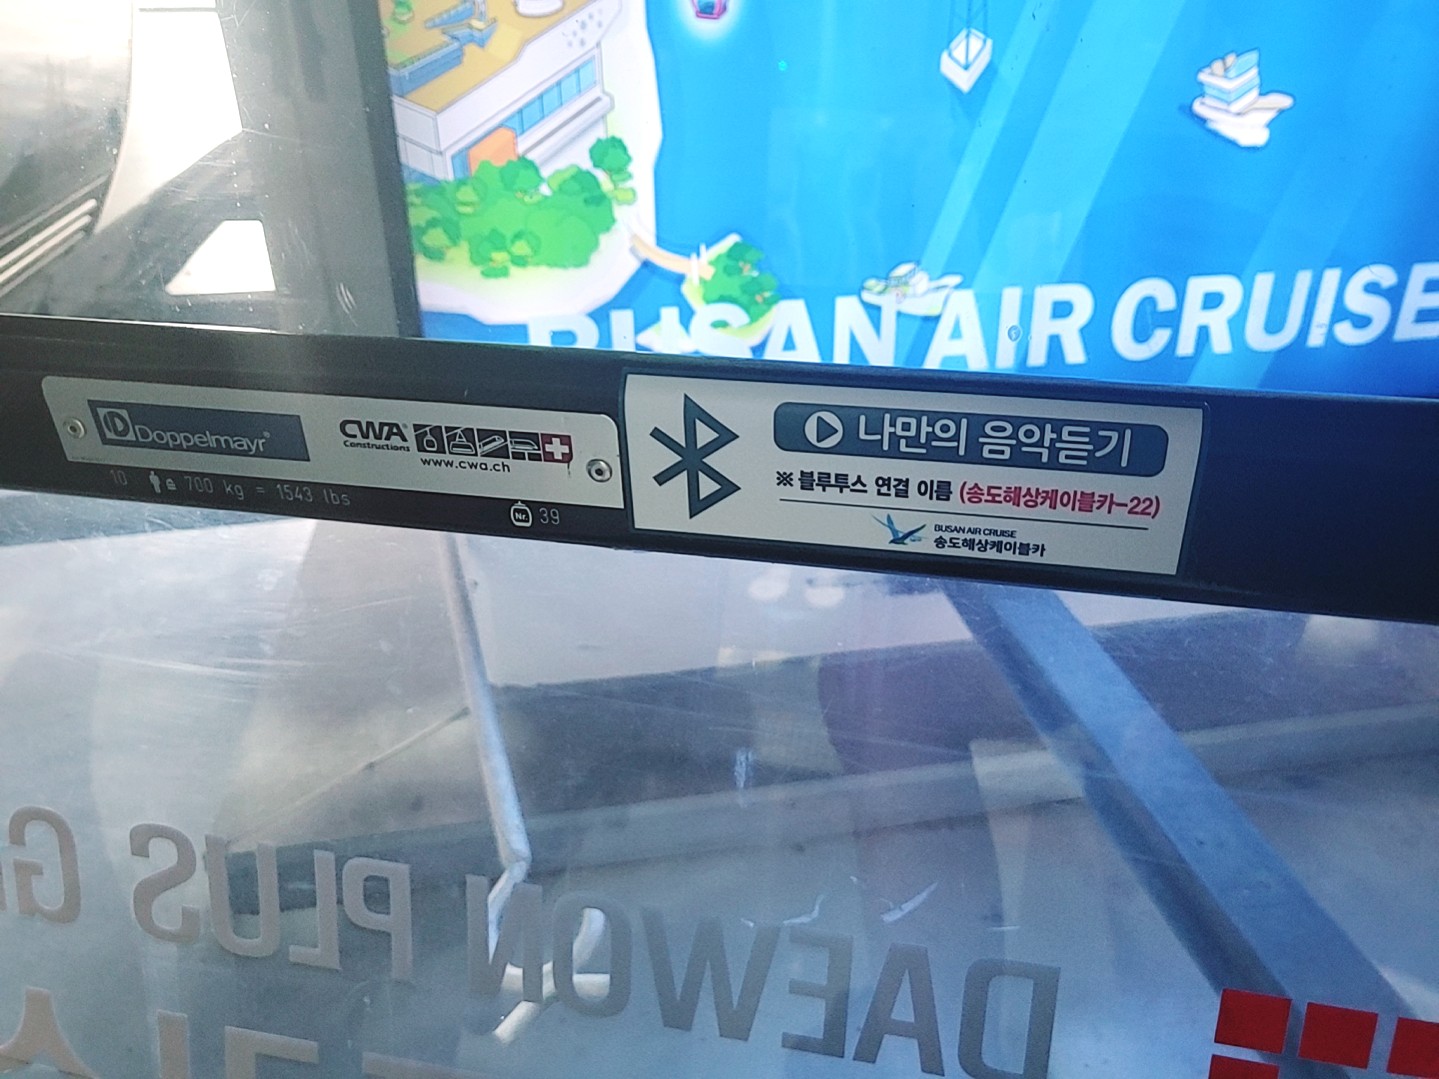 BUSAN AIR CRUISE
Doppelmayr
CWA
Constructions
www.cwa.ch
10 700 kg = 1543 lbs
Nr. 39
나만의 음악듣기
※ 블루투스 연결 이름 (송도해상케이블카-22)
BUSAN AIR CRUISE
송도해상케이블카
DAEWON PLUS G